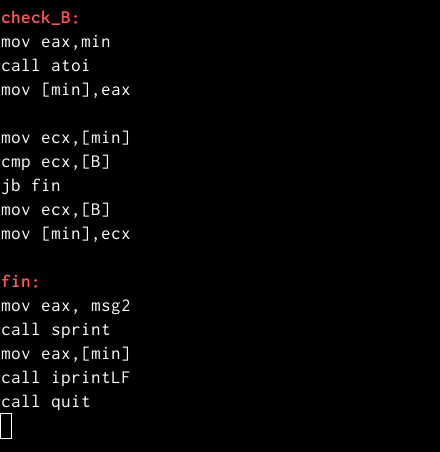 check_B:
mov eax,min
call atoi
mov [min],eax
mov ecx,[min]
cmp ecx,[B]
jb fin
mov ecx,[B]
mov [min],ecx
fin:
mov eax, msg2
call sprint
mov eax,[min]
call iprintLF
call quit